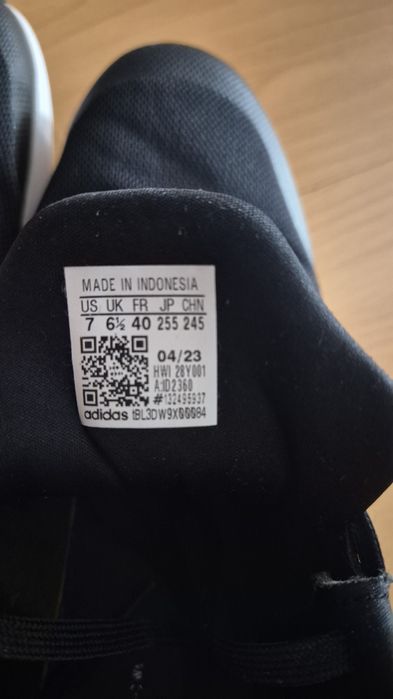 MADE IN INDONESIA
US UK FR JP CHN
7 6½ 40 255 245
04/23
HWI 28Y001
A:ID2360
#132495937
adidas tBL3DW9X00084